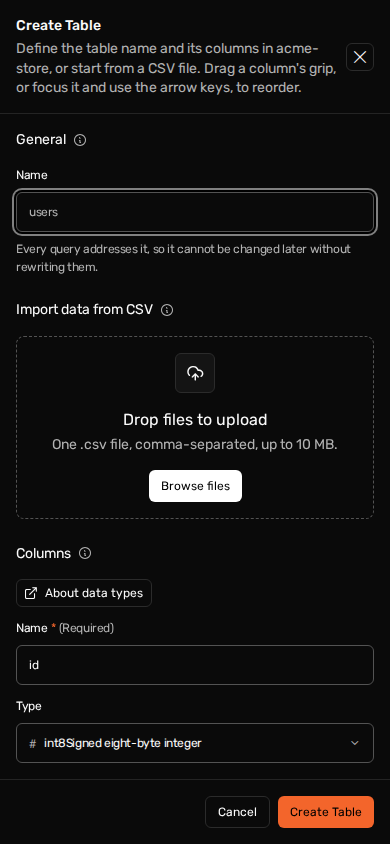 Create Table
Define the table name and its columns in acme-
store, or start from a CSV file. Drag a column's grip,
or focus it and use the arrow keys, to reorder.
General
Name
users
Every query addresses it, so it cannot be changed later without
rewriting them.
Import data from CSV
Drop files to upload
One .csv file, comma-separated, up to 10 MB.
Browse files
Columns
About data types
Name * (Required)
id
Type
# int8Signed eight-byte integer
Cancel
Create Table